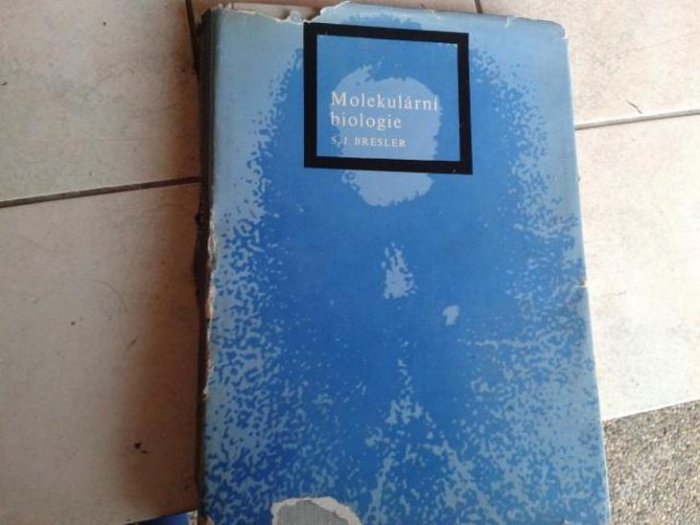 Molekulární
biologie
S. J. BRESLER